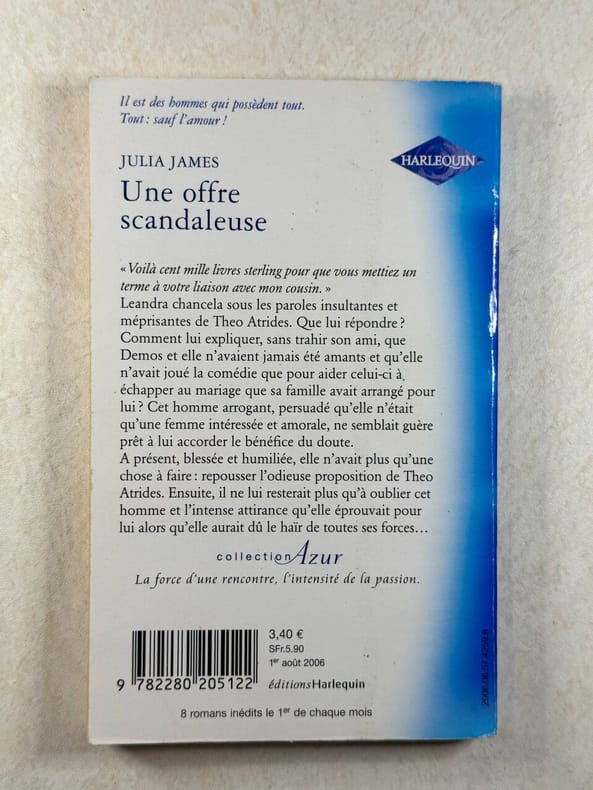 Il est des hommes qui possèdent tout.
Tout : sauf l'amour !
JULIA JAMES
HARLEQUIN
Une offre
scandaleuse
« Voilà cent mille livres sterling pour que vous mettiez un
terme à votre liaison avec mon cousin. »
Leandra chancela sous les paroles insultantes et
méprisantes de Theo Atrides. Que lui répondre ?
Comment lui expliquer, sans trahir son ami, que
Demos et elle n'avaient jamais été amants et qu'elle
n'avait joué la comédie que pour aider celui-ci à
échapper au mariage que sa famille avait arrangé pour
lui ? Cet homme arrogant, persuadé qu'elle n'était
qu'une femme intéressée et amorale, ne semblait guère
prêt à lui accorder le bénéfice du doute.
A présent, blessée et humiliée, elle n'avait plus qu'une
chose à faire : repousser l'odieuse proposition de Theo
Atrides. Ensuite, il ne lui resterait plus qu'à oublier cet
homme et l'intense attirance qu'elle éprouvait pour
lui alors qu'elle aurait dû le haïr de toutes ses forces…
collection Azur
La force d'une rencontre, l'intensité de la passion.
3,40 €
SFr.5.90
1er août 2006
éditionsHarlequin
9 782280 205122
8 romans inédits le 1er de chaque mois